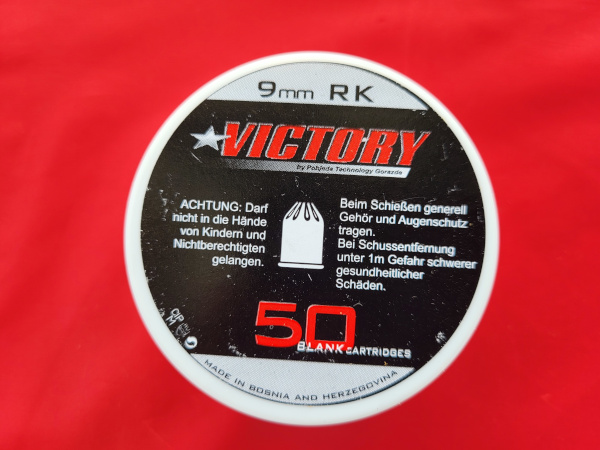 9mm RK
VICTORY
by Pobjeda Technology Gorazde
ACHTUNG: Darf
nicht in die Hände
von Kindern und
Nichtberechtigten
gelangen.
Beim Schießen generell
Gehör und Augenschutz
tragen.
Bei Schussentfernung
unter 1m Gefahr schwerer
gesundheitlicher
Schäden.
50
BLANK CARTRIDGES
CIP
M
MADE IN BOSNIA AND HERZEGOVINA